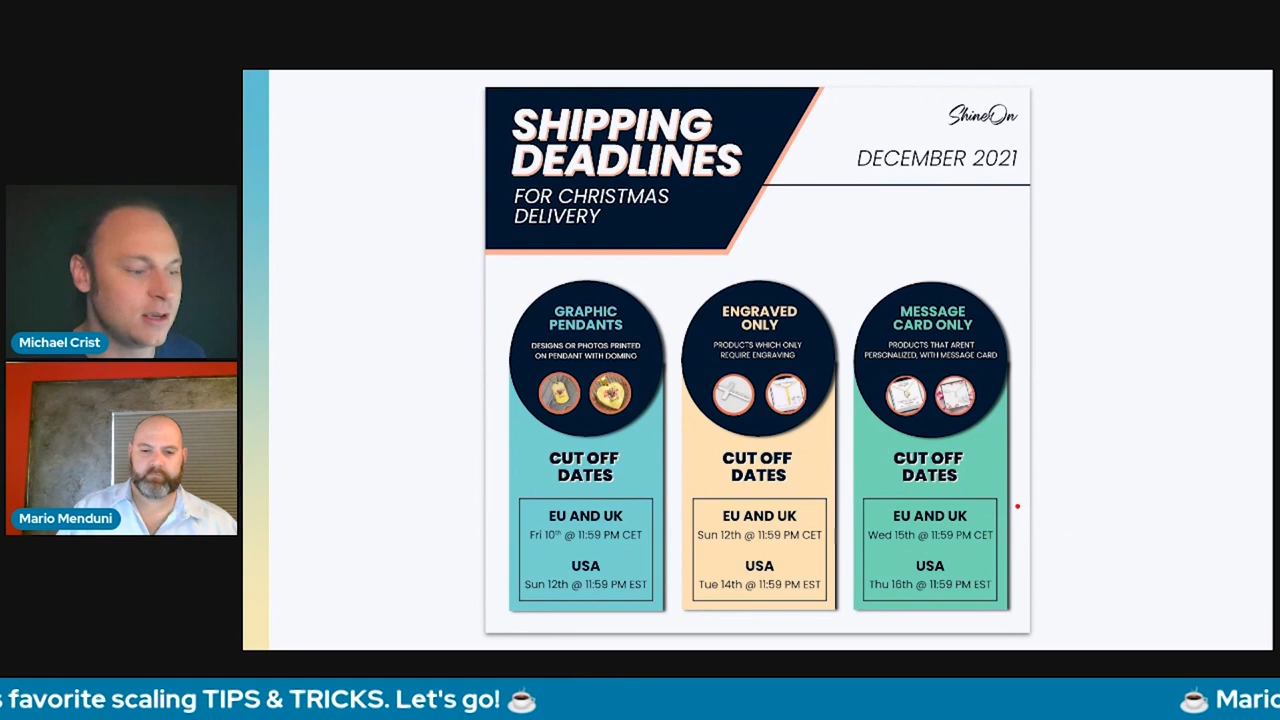 SHIPPING
DEADLINES
FOR CHRISTMAS
DELIVERY
ShineOn
DECEMBER 2021
GRAPHIC
PENDANTS
DESIGNS OR PHOTOS PRINTED
ON PENDANT WITH DOMINO
CUT OFF
DATES
EU AND UK
Fri 10th @ 11:59 PM CET
USA
Sun 12th @ 11:59 PM EST
ENGRAVED
ONLY
PRODUCTS WHICH ONLY
REQUIRE ENGRAVING
CUT OFF
DATES
EU AND UK
Sun 12th @ 11:59 PM CET
USA
Tue 14th @ 11:59 PM EST
MESSAGE
CARD ONLY
PRODUCTS THAT ARENT
PERSONALIZED, WITH MESSAGE CARD
CUT OFF
DATES
EU AND UK
Wed 15th @ 11:59 PM CET
USA
Thu 16th @ 11:59 PM EST
Michael Crist
Mario Menduni
s favorite scaling TIPS & TRICKS. Let's go! ☕ ☕ Mario